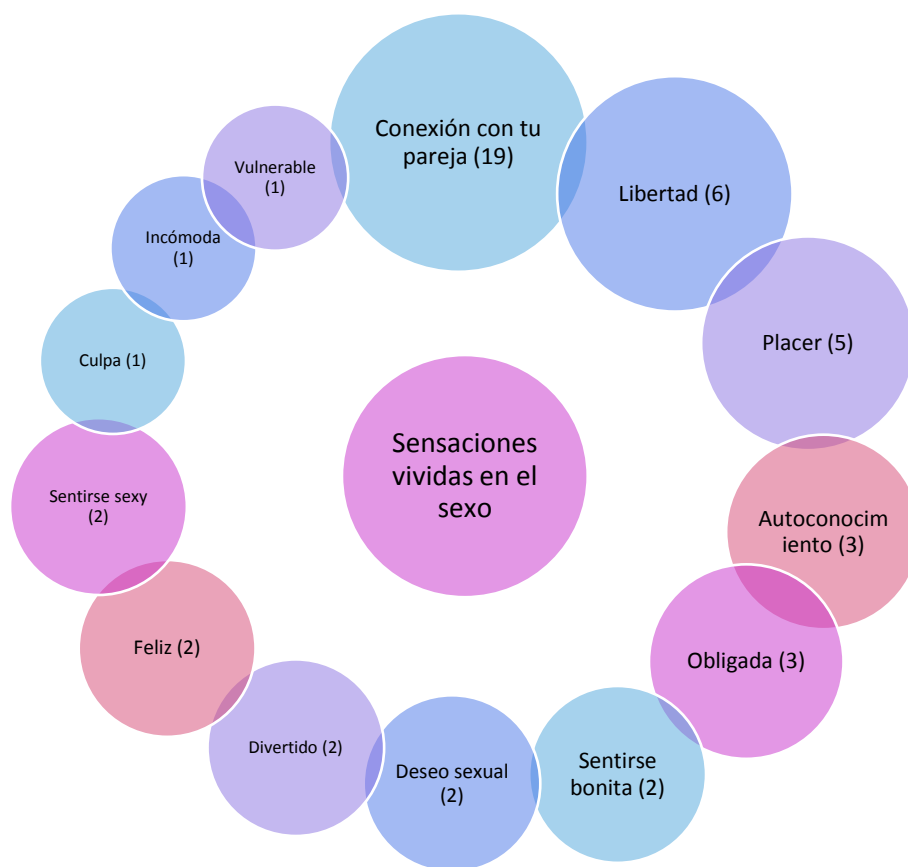 Conexión con tu
pareja (19)
Libertad (6)
Placer (5)
Autoconocim
iento (3)
Obligada (3)
Sentirse
bonita (2)
Deseo sexual
(2)
Divertido (2)
Feliz (2)
Sentirse sexy
(2)
Culpa (1)
Incómoda
(1)
Vulnerable
(1)
Sensaciones
vividas en el
sexo